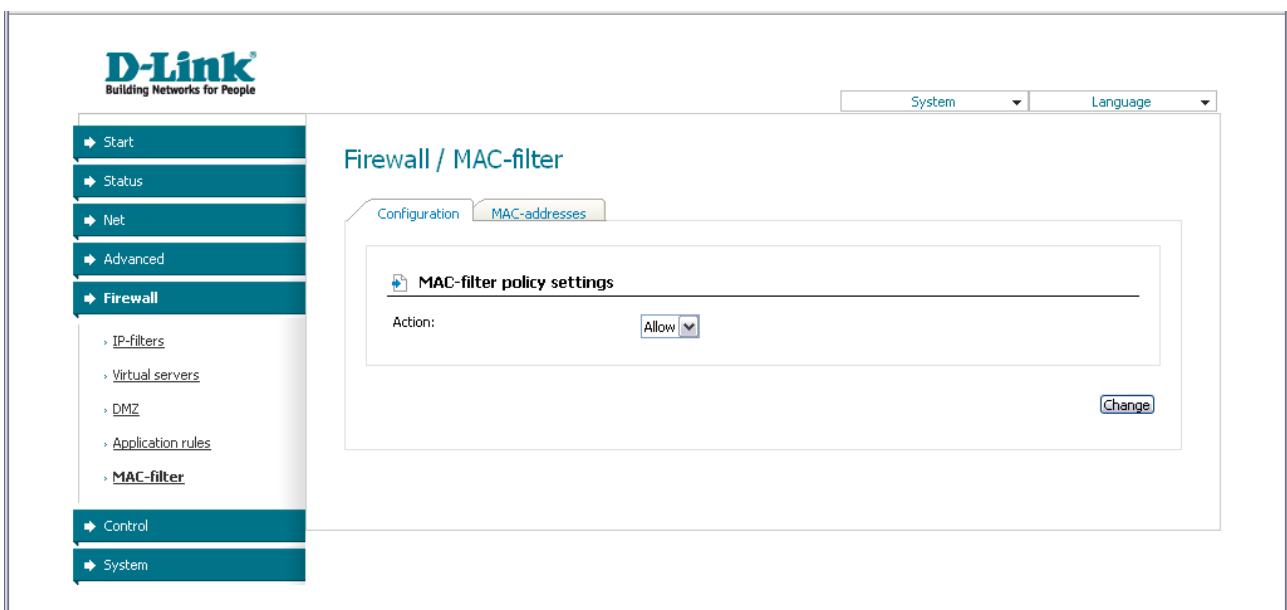 D-Link
Building Networks for People
System
Language
Start
Status
Net
Advanced
Firewall
IP-filters
Virtual servers
DMZ
Application rules
MAC-filter
Control
System
Firewall / MAC-filter
Configuration
MAC-addresses
MAC-filter policy settings
Action:
Allow
Change